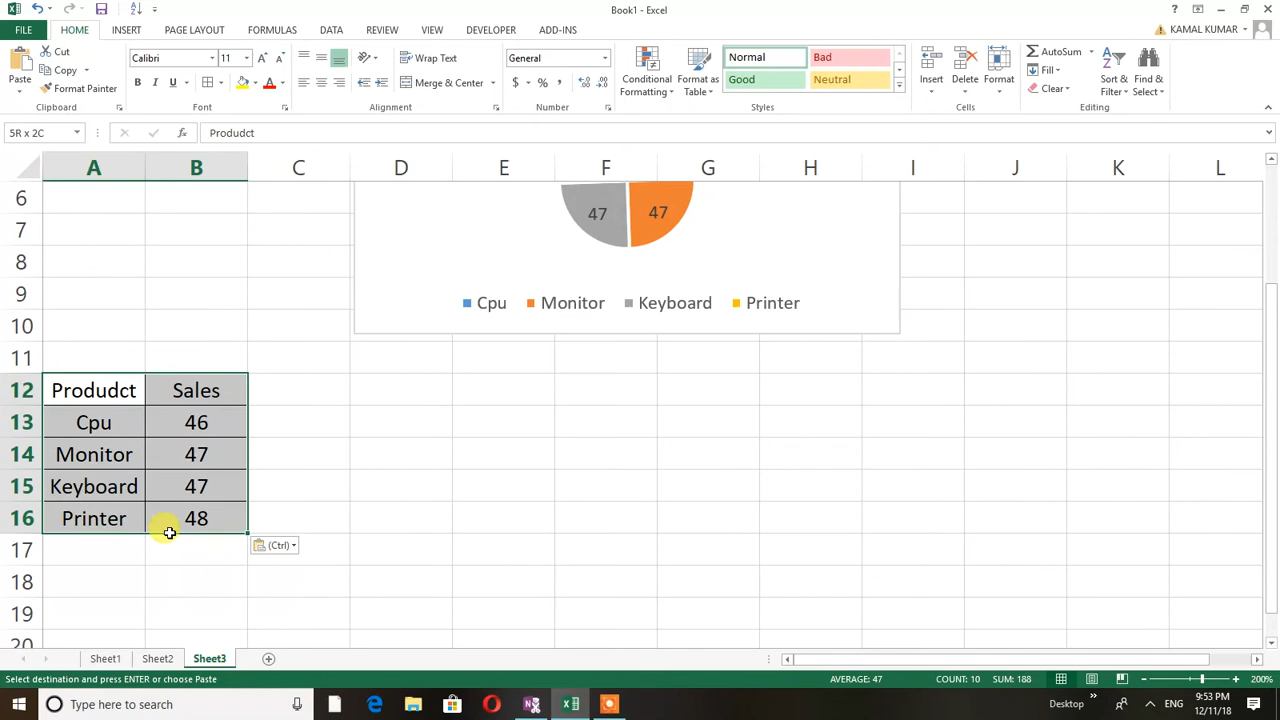 Book1 - Excel
FILE HOME INSERT PAGE LAYOUT FORMULAS DATA REVIEW VIEW DEVELOPER ADD-INS KAMAL KUMAR
Cut
Copy
Format Painter
Paste
Clipboard
Calibri 11
B I U
Font
Wrap Text
Merge & Center
Alignment
General
$ % ,
Number
Conditional Formatting
Format as Table
Normal Bad
Good Neutral
Styles
Insert Delete Format
Cells
AutoSum
Fill
Clear
Sort & Filter
Find & Select
Editing
5R x 2C fx Produdct
A B C D E F G H I J K L
6
7 47 47
8
9 Cpu Monitor Keyboard Printer
10
11
12 Produdct Sales
13 Cpu 46
14 Monitor 47
15 Keyboard 47
16 Printer 48
17 (Ctrl)
18
19
20
Sheet1 Sheet2 Sheet3
Select destination and press ENTER or choose Paste AVERAGE: 47 COUNT: 10 SUM: 188 200%
Type here to search Desktop ENG 9:53 PM
12/11/18